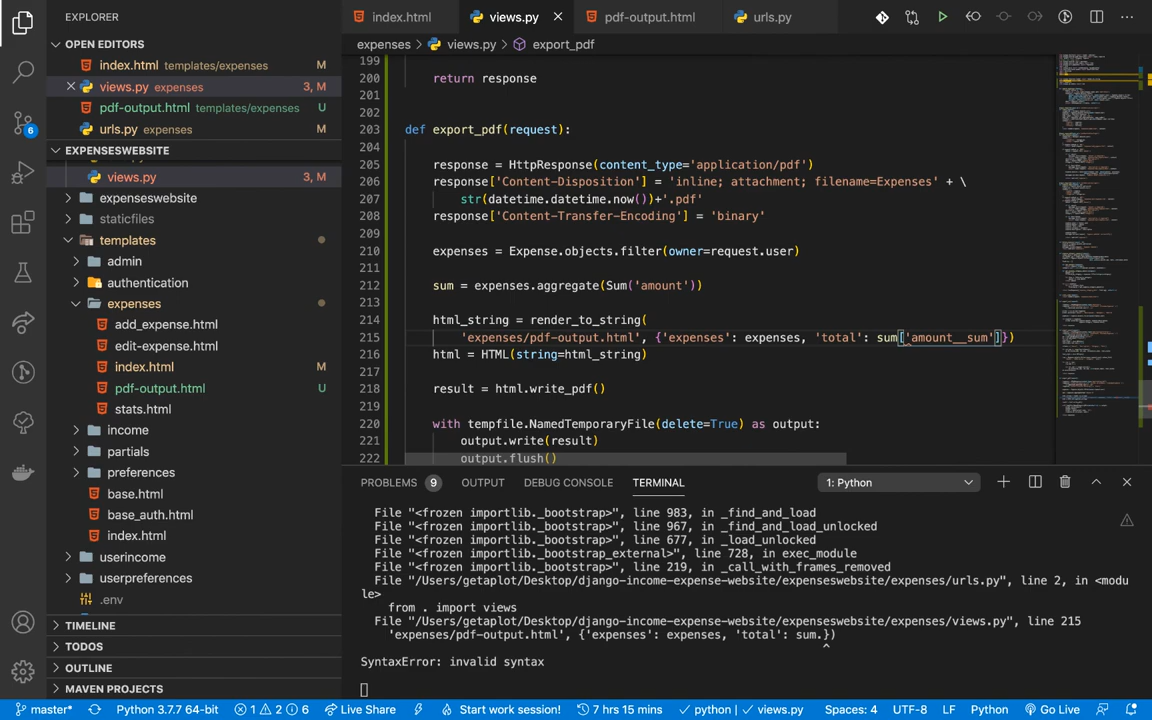 EXPLORER
OPEN EDITORS
index.html templates/expenses M
views.py expenses 3, M
pdf-output.html templates/expenses U
urls.py expenses M
EXPENSESWEBSITE
views.py 3, M
expenseswebsite
staticfiles
templates
admin
authentication
expenses
add_expense.html
edit-expense.html
index.html M
pdf-output.html U
stats.html
income
partials
preferences
base.html
base_auth.html
index.html
userincome
userpreferences
.env
TIMELINE
TODOS
OUTLINE
MAVEN PROJECTS
6
index.html views.py pdf-output.html urls.py
expenses > views.py > export_pdf
199
200 return response
201
202
203 def export_pdf(request):
204
205 response = HttpResponse(content_type='application/pdf')
206 response['Content-Disposition'] = 'inline; attachment; filename=Expenses' + \
207 str(datetime.datetime.now())+'.pdf'
208 response['Content-Transfer-Encoding'] = 'binary'
209
210 expenses = Expense.objects.filter(owner=request.user)
211
212 sum = expenses.aggregate(Sum('amount'))
213
214 html_string = render_to_string(
215 'expenses/pdf-output.html', {'expenses': expenses, 'total': sum['amount__sum']})
216 html = HTML(string=html_string)
217
218 result = html.write_pdf()
219
220 with tempfile.NamedTemporaryFile(delete=True) as output:
221 output.write(result)
222 output.flush()
PROBLEMS 9 OUTPUT DEBUG CONSOLE TERMINAL 1: Python
File "<frozen importlib._bootstrap>", line 983, in _find_and_load
File "<frozen importlib._bootstrap>", line 967, in _find_and_load_unlocked
File "<frozen importlib._bootstrap>", line 677, in _load_unlocked
File "<frozen importlib._bootstrap_external>", line 728, in exec_module
File "<frozen importlib._bootstrap>", line 219, in _call_with_frames_removed
File "/Users/getaplot/Desktop/django-income-expense-website/expenseswebsite/expenses/urls.py", line 2, in <modu
le>
from . import views
File "/Users/getaplot/Desktop/django-income-expense-website/expenseswebsite/expenses/views.py", line 215
'expenses/pdf-output.html', {'expenses': expenses, 'total': sum.})
^
SyntaxError: invalid syntax
master* Python 3.7.7 64-bit 1 2 6 Live Share Start work session! 7 hrs 15 mins python | views.py Spaces: 4 UTF-8 LF Python Go Live